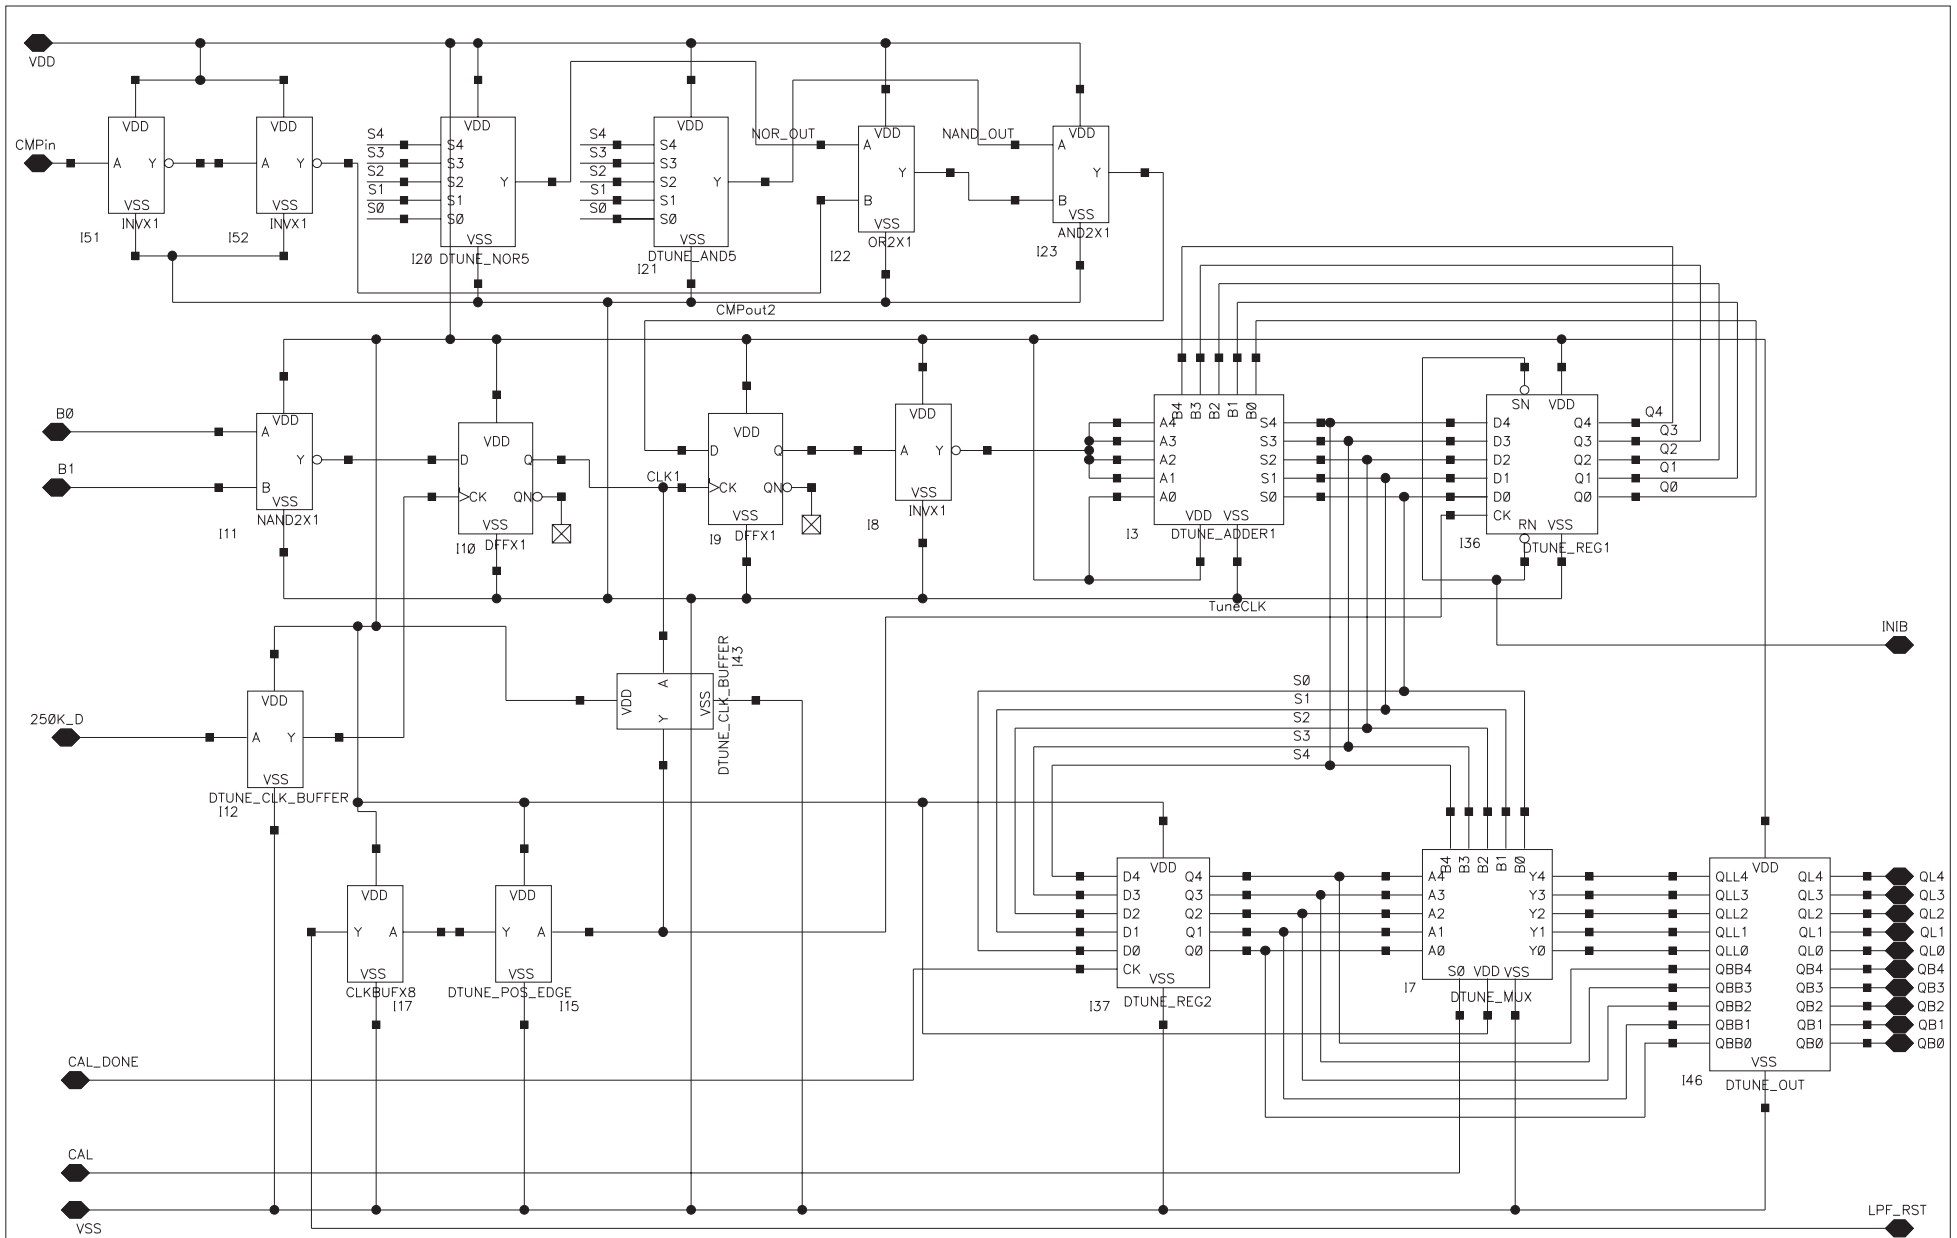 VDD
CMPin
VDD
A Y
VSS
INVX1
I51
VDD
A Y
VSS
INVX1
I52
S4
S3
S2
S1
SØ
VDD
S4
S3
S2
S1
SØ
Y
VSS
I20 DTUNE_NOR5
S4
S3
S2
S1
SØ
VDD
S4
S3
S2
S1
SØ
Y
VSS
DTUNE_AND5
I21
NOR_OUT
VDD
A
Y
B
VSS
OR2X1
I22
NAND_OUT
VDD
A
Y
B
VSS
AND2X1
I23
CMPout2
BØ
B1
VDD
A
Y
B
VSS
NAND2X1
I11
VDD
D Q
CK QN
VSS
I1Ø DFFX1
CLK1
VDD
D Q
CK QN
VSS
I9 DFFX1
VDD
A Y
VSS
INVX1
I8
B4 B3 B2 B1 BØ
A4 S4
A3 S3
A2 S2
A1 S1
AØ SØ
VDD VSS
I3 DTUNE_ADDER1
SN VDD
D4 Q4
D3 Q3
D2 Q2
D1 Q1
DØ QØ
CK
RN VSS
I36 DTUNE_REG1
Q4
Q3
Q2
Q1
QØ
TuneCLK
INIB
250K_D
VDD
A Y
VSS
DTUNE_CLK_BUFFER
I12
VDD
A
Y
VSS
DTUNE_CLK_BUFFER
I43
SØ
S1
S2
S3
S4
VDD
Y A
VSS
CLKBUFX8
I17
VDD
Y A
VSS
DTUNE_POS_EDGE
I15
VDD
D4 Q4
D3 Q3
D2 Q2
D1 Q1
DØ QØ
CK
VSS
I37 DTUNE_REG2
B4 B3 B2 B1 BØ
A4 Y4
A3 Y3
A2 Y2
A1 Y1
AØ YØ
SØ VDD VSS
I7 DTUNE_MUX
VDD
QLL4 QL4
QLL3 QL3
QLL2 QL2
QLL1 QL1
QLLØ QLØ
QBB4 QB4
QBB3 QB3
QBB2 QB2
QBB1 QB1
QBBØ QBØ
VSS
I46 DTUNE_OUT
QL4
QL3
QL2
QL1
QLØ
QB4
QB3
QB2
QB1
QBØ
CAL_DONE
CAL
VSS
LPF_RST